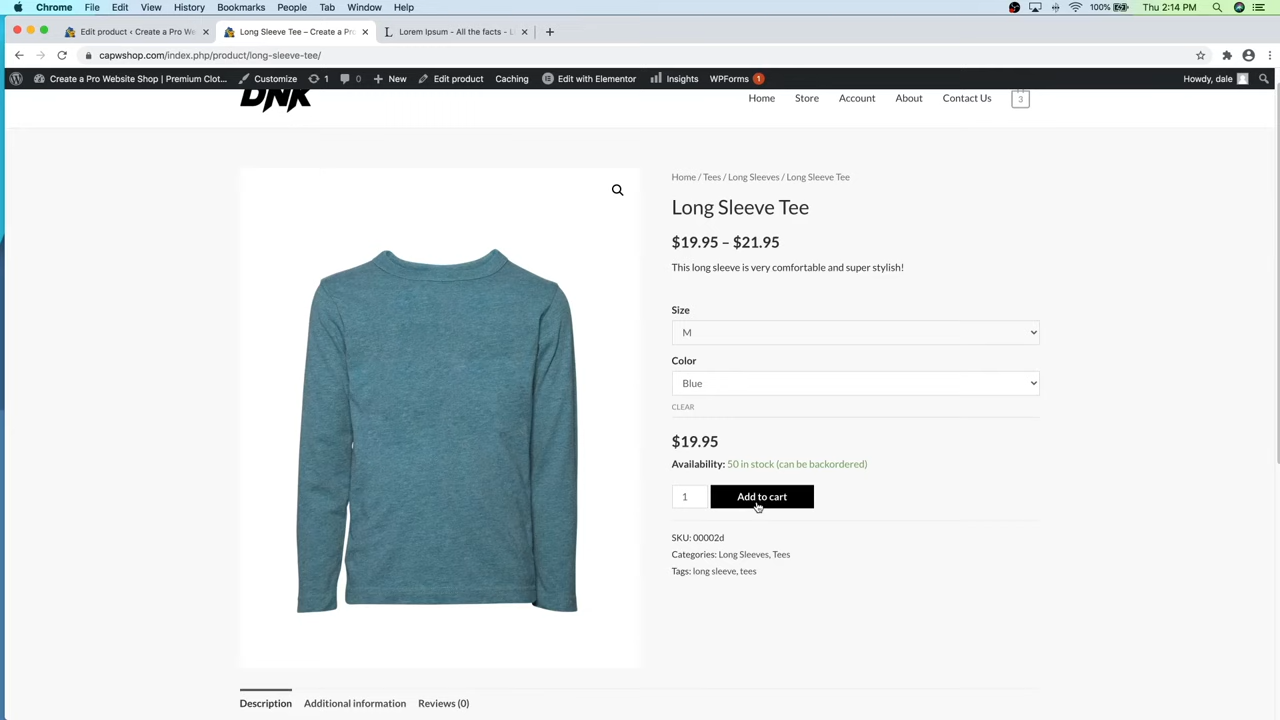 Chrome File Edit View History Bookmarks People Tab Window Help 100% Thu 2:14 PM
Edit product ‹ Create a Pro We × Long Sleeve Tee – Create a Pro × Lorem Ipsum - All the facts - Li × +
capwshop.com/index.php/product/long-sleeve-tee/
Create a Pro Website Shop | Premium Clot... Customize 1 0 New Edit product Caching Edit with Elementor Insights WPForms 1 Howdy, dale
DNK Home Store Account About Contact Us 3
Home / Tees / Long Sleeves / Long Sleeve Tee
Long Sleeve Tee
$19.95 – $21.95
This long sleeve is very comfortable and super stylish!
Size
M
Color
Blue
CLEAR
$19.95
Availability: 50 in stock (can be backordered)
1 Add to cart
SKU: 00002d
Categories: Long Sleeves, Tees
Tags: long sleeve, tees
Description Additional information Reviews (0)